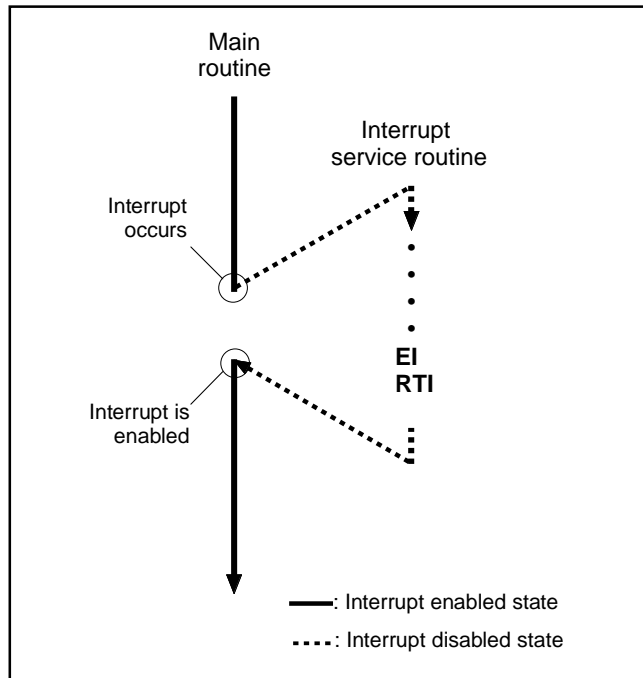 Main
routine
Interrupt
service routine
Interrupt
occurs
EI
RTI
Interrupt is
enabled
: Interrupt enabled state
: Interrupt disabled state